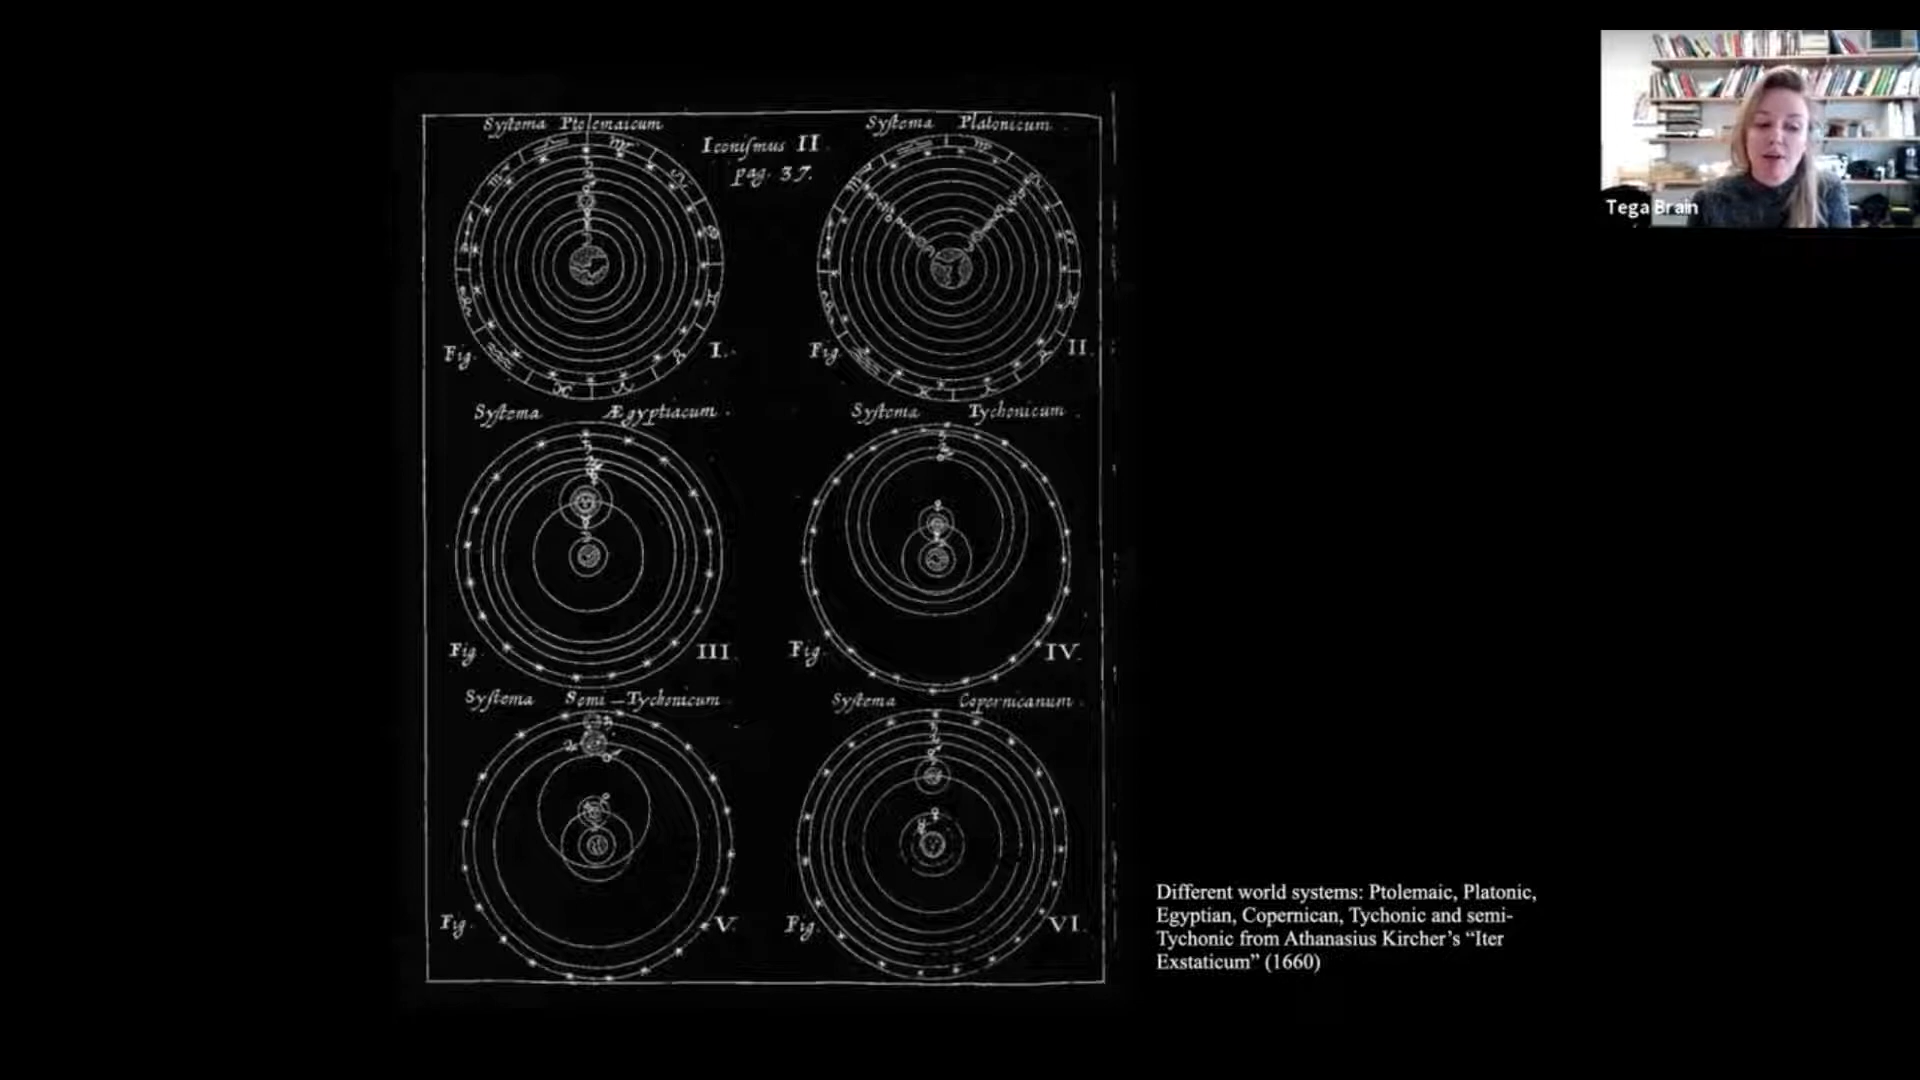 Syſtema Ptolemaicum
Iconiſmus II
pag. 37.
Syſtema Platonicum
Fig. I.
Fig. II.
Syſtema Ægyptiacum.
Syſtema Tychonicum.
Fig. III.
Fig. IV.
Syſtema Semi-Tychonicum
Syſtema Copernicanum.
Fig. V.
Fig. VI.
Different world systems: Ptolemaic, Platonic,
Egyptian, Copernican, Tychonic and semi-
Tychonic from Athanasius Kircher’s “Iter
Exstaticum” (1660)
Tega Brain